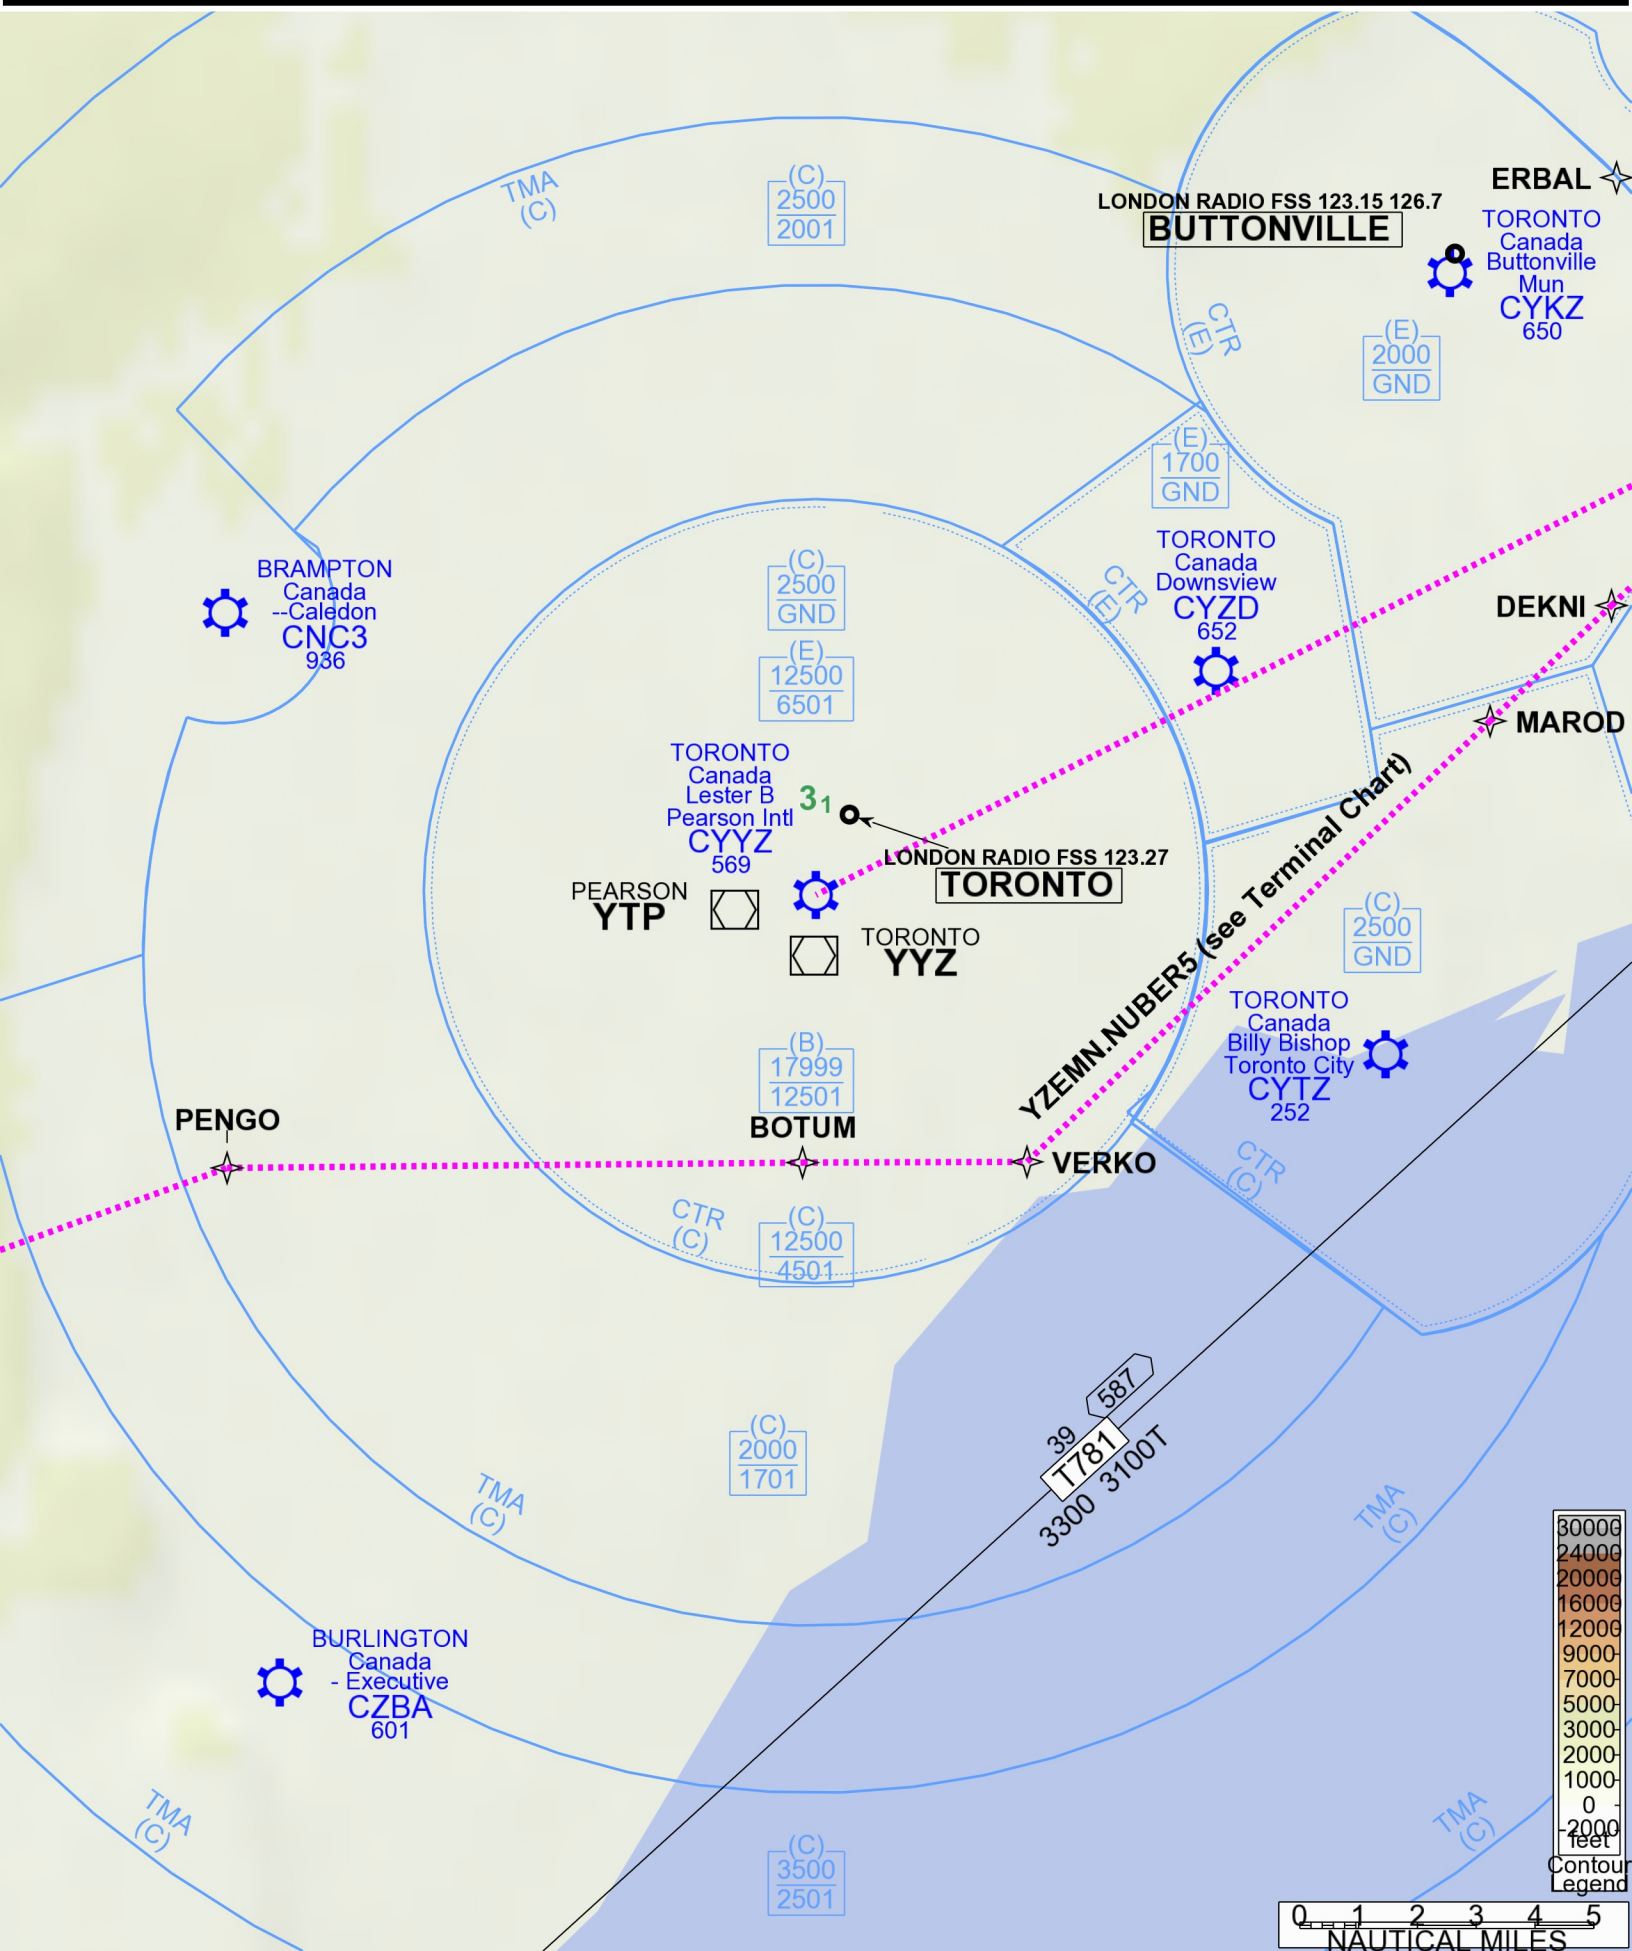 TMA
(C)
(C)
2500
2001
LONDON RADIO FSS 123.15 126.7
BUTTONVILLE
ERBAL
TORONTO
Canada
Buttonville
Mun
CYKZ
650
CTR
(E)
(E)
2000
GND
(E)
1700
GND
BRAMPTON
Canada
--Caledon
CNC3
936
(C)
2500
GND
(E)
12500
6501
CTR
(E)
TORONTO
Canada
Downsview
CYZD
652
DEKNI
MAROD
TORONTO
Canada
Lester B
Pearson Intl
CYYZ
569
31
LONDON RADIO FSS 123.27
TORONTO
PEARSON
YTP
TORONTO
YYZ
YZEMN.NUBER5 (see Terminal Chart)
(C)
2500
GND
TORONTO
Canada
Billy Bishop
Toronto City
CYTZ
252
(B)
17999
12501
PENGO
BOTUM
VERKO
CTR
(C)
CTR
(C)
(C)
12500
4501
587
39
T781
3300
3100T
(C)
2000
1701
TMA
(C)
TMA
(C)
BURLINGTON
Canada
- Executive
CZBA
601
TMA
(C)
(C)
3500
2501
TMA
(C)
30000
24000
20000
16000
12000
9000
7000
5000
3000
2000
1000
0
-2000
feet
Contour
Legend
0 1 2 3 4 5
NAUTICAL MILES